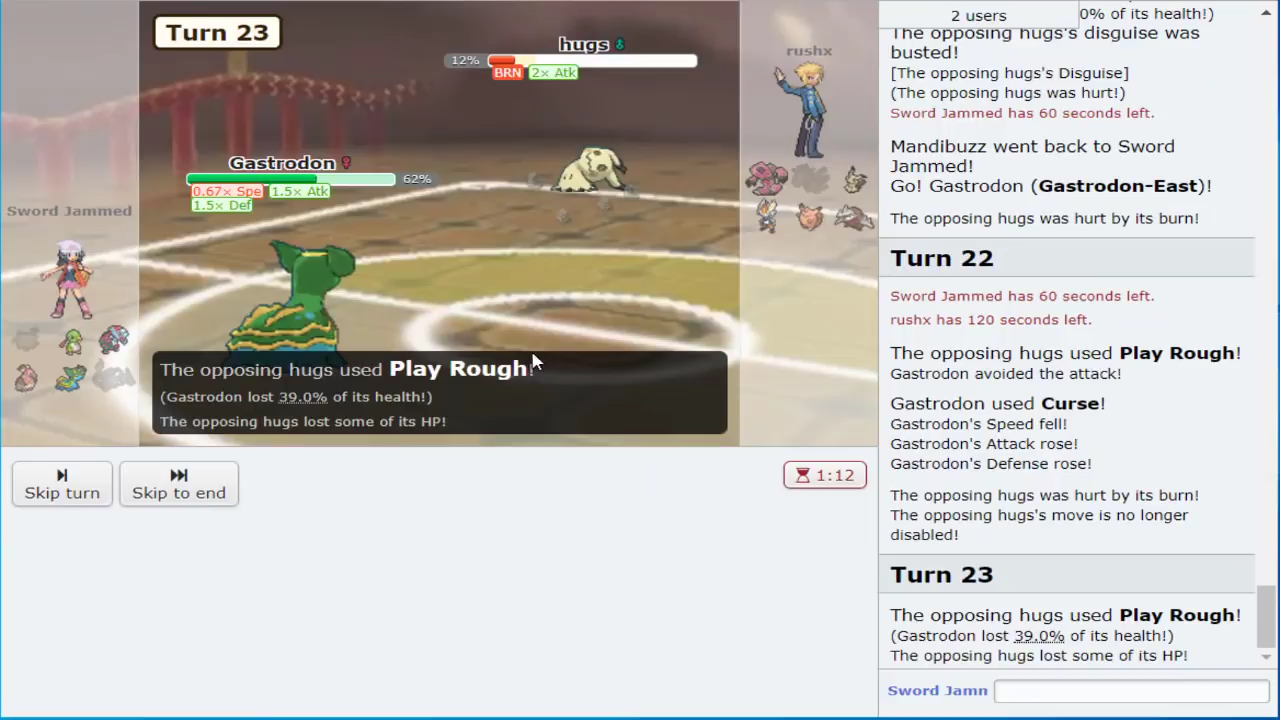 Turn 23
hugs
12%
BRN 2× Atk
rushx
Gastrodon
62%
0.67× Spe 1.5× Atk
1.5× Def
Sword Jammed
The opposing hugs used Play Rough!
(Gastrodon lost 39.0% of its health!)
The opposing hugs lost some of its HP!
Skip turn
Skip to end
1:12
2 users
0% of its health!)
The opposing hugs's disguise was
busted!
[The opposing hugs's Disguise]
(The opposing hugs was hurt!)
Sword Jammed has 60 seconds left.
Mandibuzz went back to Sword
Jammed!
Go! Gastrodon (Gastrodon-East)!
The opposing hugs was hurt by its burn!
Turn 22
Sword Jammed has 60 seconds left.
rushx has 120 seconds left.
The opposing hugs used Play Rough!
Gastrodon avoided the attack!
Gastrodon used Curse!
Gastrodon's Speed fell!
Gastrodon's Attack rose!
Gastrodon's Defense rose!
The opposing hugs was hurt by its burn!
The opposing hugs's move is no longer
disabled!
Turn 23
The opposing hugs used Play Rough!
(Gastrodon lost 39.0% of its health!)
The opposing hugs lost some of its HP!
Sword Jamn